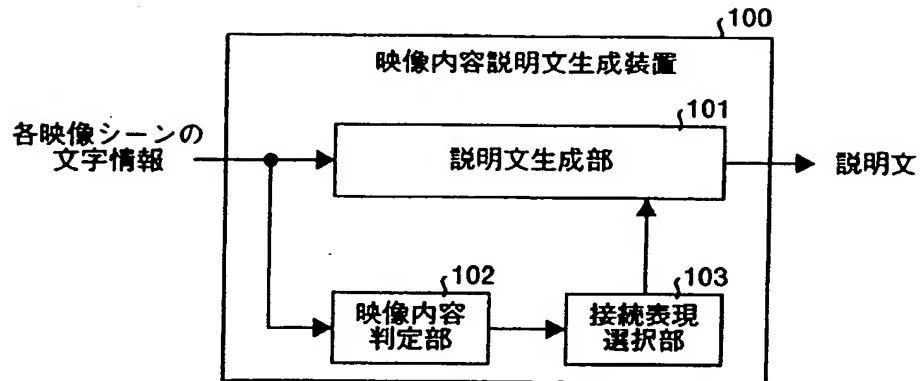 100
映像内容説明文生成装置
各映像シーンの
文字情報
101
説明文生成部
説明文
102
映像内容
判定部
103
接続表現
選択部